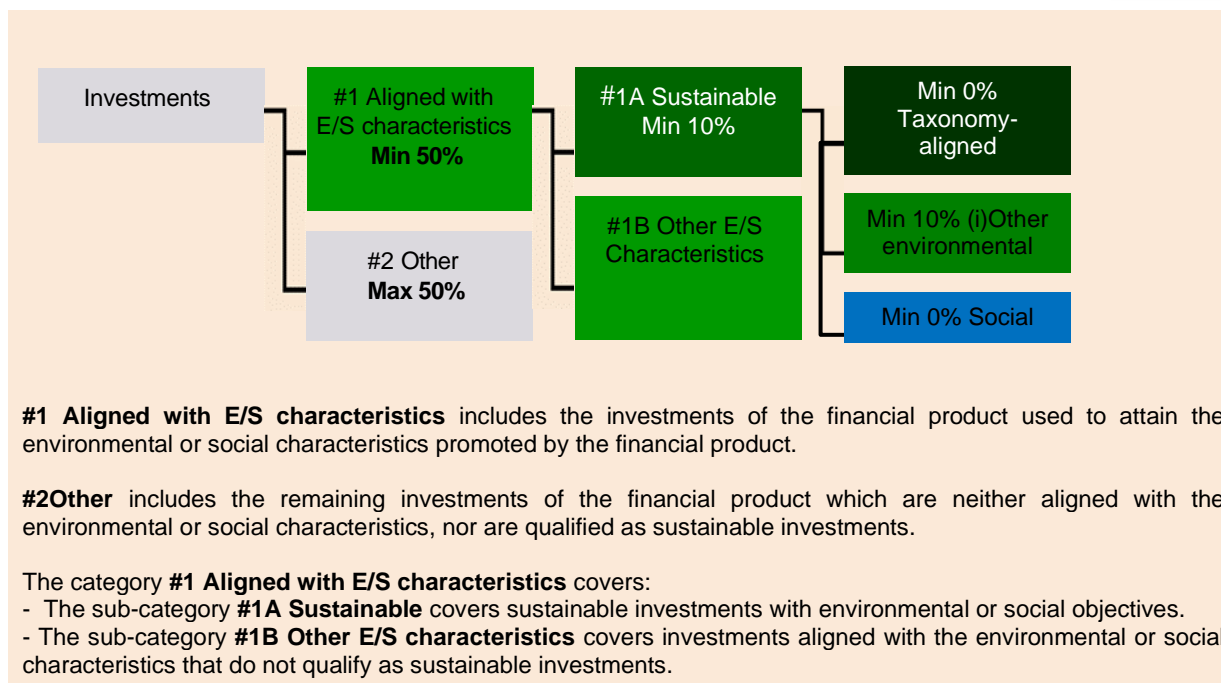 Investments
#1 Aligned with
E/S characteristics
Min 50%
#2 Other
Max 50%
#1A Sustainable
Min 10%
#1B Other E/S
Characteristics
Min 0%
Taxonomy-
aligned
Min 10% (i)Other
environmental
Min 0% Social
#1 Aligned with E/S characteristics includes the investments of the financial product used to attain the
environmental or social characteristics promoted by the financial product.
#2Other includes the remaining investments of the financial product which are neither aligned with the
environmental or social characteristics, nor are qualified as sustainable investments.
The category #1 Aligned with E/S characteristics covers:
- The sub-category #1A Sustainable covers sustainable investments with environmental or social objectives.
- The sub-category #1B Other E/S characteristics covers investments aligned with the environmental or social
characteristics that do not qualify as sustainable investments.